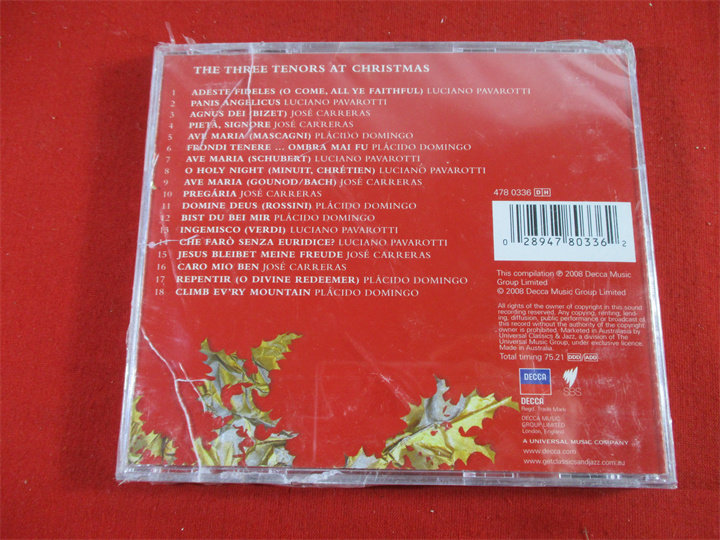 THE THREE TENORS AT CHRISTMAS
1 ADESTE FIDELES (O COME, ALL YE FAITHFUL) LUCIANO PAVAROTTI
2 PANIS ANGELICUS LUCIANO PAVAROTTI
3 AGNUS DEI (BIZET) JOSÉ CARRERAS
4 PIETÀ, SIGNORE JOSÉ CARRERAS
5 AVE MARIA (MASCAGNI) PLÁCIDO DOMINGO
6 FRONDI TENERE ... OMBRA MAI FU PLÁCIDO DOMINGO
7 AVE MARIA (SCHUBERT) LUCIANO PAVAROTTI
8 O HOLY NIGHT (MINUIT, CHRÉTIEN) LUCIANO PAVAROTTI
9 AVE MARIA (GOUNOD/BACH) JOSÉ CARRERAS
10 PREGÁRIA JOSÉ CARRERAS
11 DOMINE DEUS (ROSSINI) PLÁCIDO DOMINGO
12 BIST DU BEI MIR PLÁCIDO DOMINGO
13 INGEMISCO (VERDI) LUCIANO PAVAROTTI
14 CHE FARÒ SENZA EURIDICE? LUCIANO PAVAROTTI
15 JESUS BLEIBET MEINE FREUDE JOSÉ CARRERAS
16 CARO MIO BEN JOSÉ CARRERAS
17 REPENTIR (O DIVINE REDEEMER) PLÁCIDO DOMINGO
18 CLIMB EV'RY MOUNTAIN PLÁCIDO DOMINGO
478 0336 DH
0 28947 80336 2
This compilation ℗ 2008 Decca Music
Group Limited
© 2008 Decca Music Group Limited
All rights of the owner of copyright in this sound
recording reserved. Any copying, renting, lend-
ing, diffusion, public performance or broadcast of
this record without the authority of the copyright
owner is prohibited. Marketed in Australasia by
Universal Classics & Jazz, a division of The
Universal Music Group, under exclusive licence.
Made in Australia.
Total timing 75.21 DDD/ADD
DECCA
SBS
DECCA
Regd. Trade Mark
DECCA MUSIC
GROUP LIMITED
London, England
A UNIVERSAL MUSIC COMPANY
www.decca.com
www.getclassicsandjazz.com.au